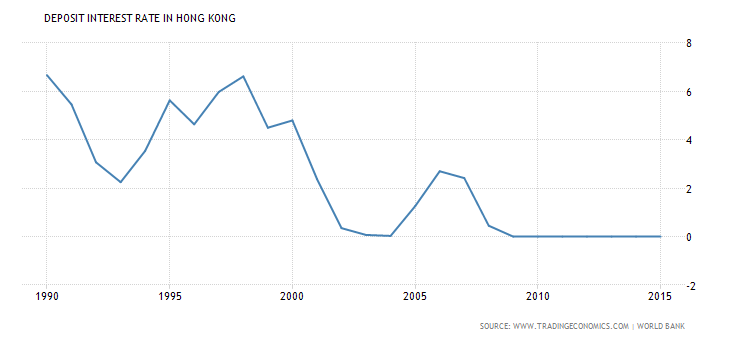 DEPOSIT INTEREST RATE IN HONG KONG
8
6
4
2
0
-2
1990 1995 2000 2005 2010 2015
SOURCE: WWW.TRADINGECONOMICS.COM | WORLD BANK